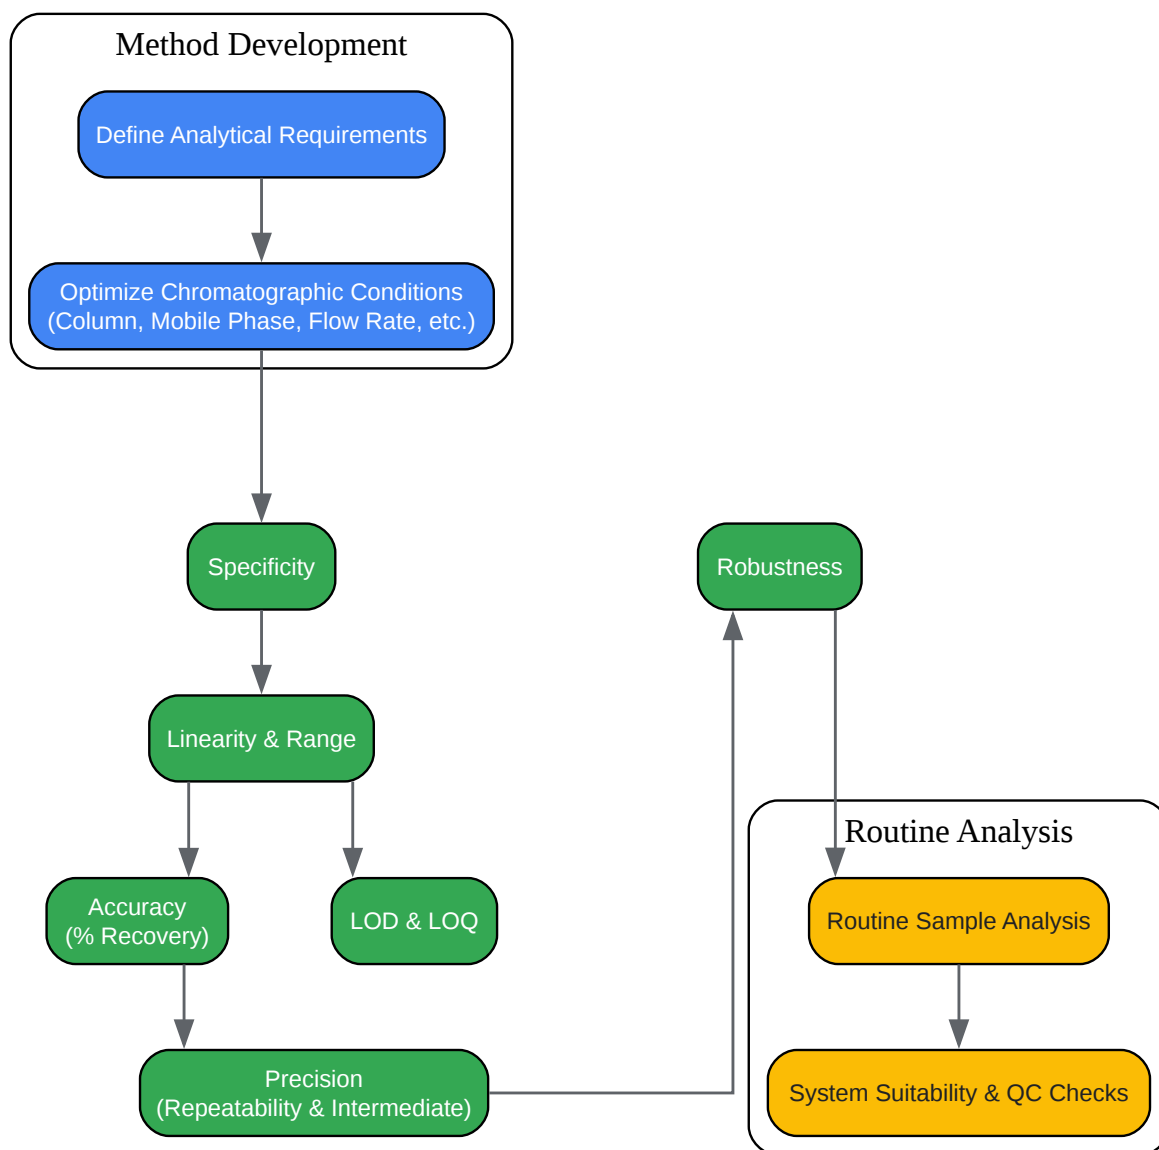 Method Development
Define Analytical Requirements
Optimize Chromatographic Conditions
(Column, Mobile Phase, Flow Rate, etc.)
Specificity
Robustness
Linearity & Range
Routine Analysis
Accuracy
(% Recovery)
LOD & LOQ
Routine Sample Analysis
Precision
(Repeatability & Intermediate)
System Suitability & QC Checks